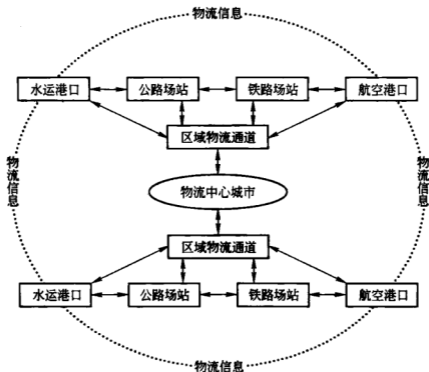 物流信息
水运港口
公路场站
铁路场站
航空港口
区域物流通道
物流信息
物流中心城市
物流信息
区域物流通道
水运港口
公路场站
铁路场站
航空港口
物流信息